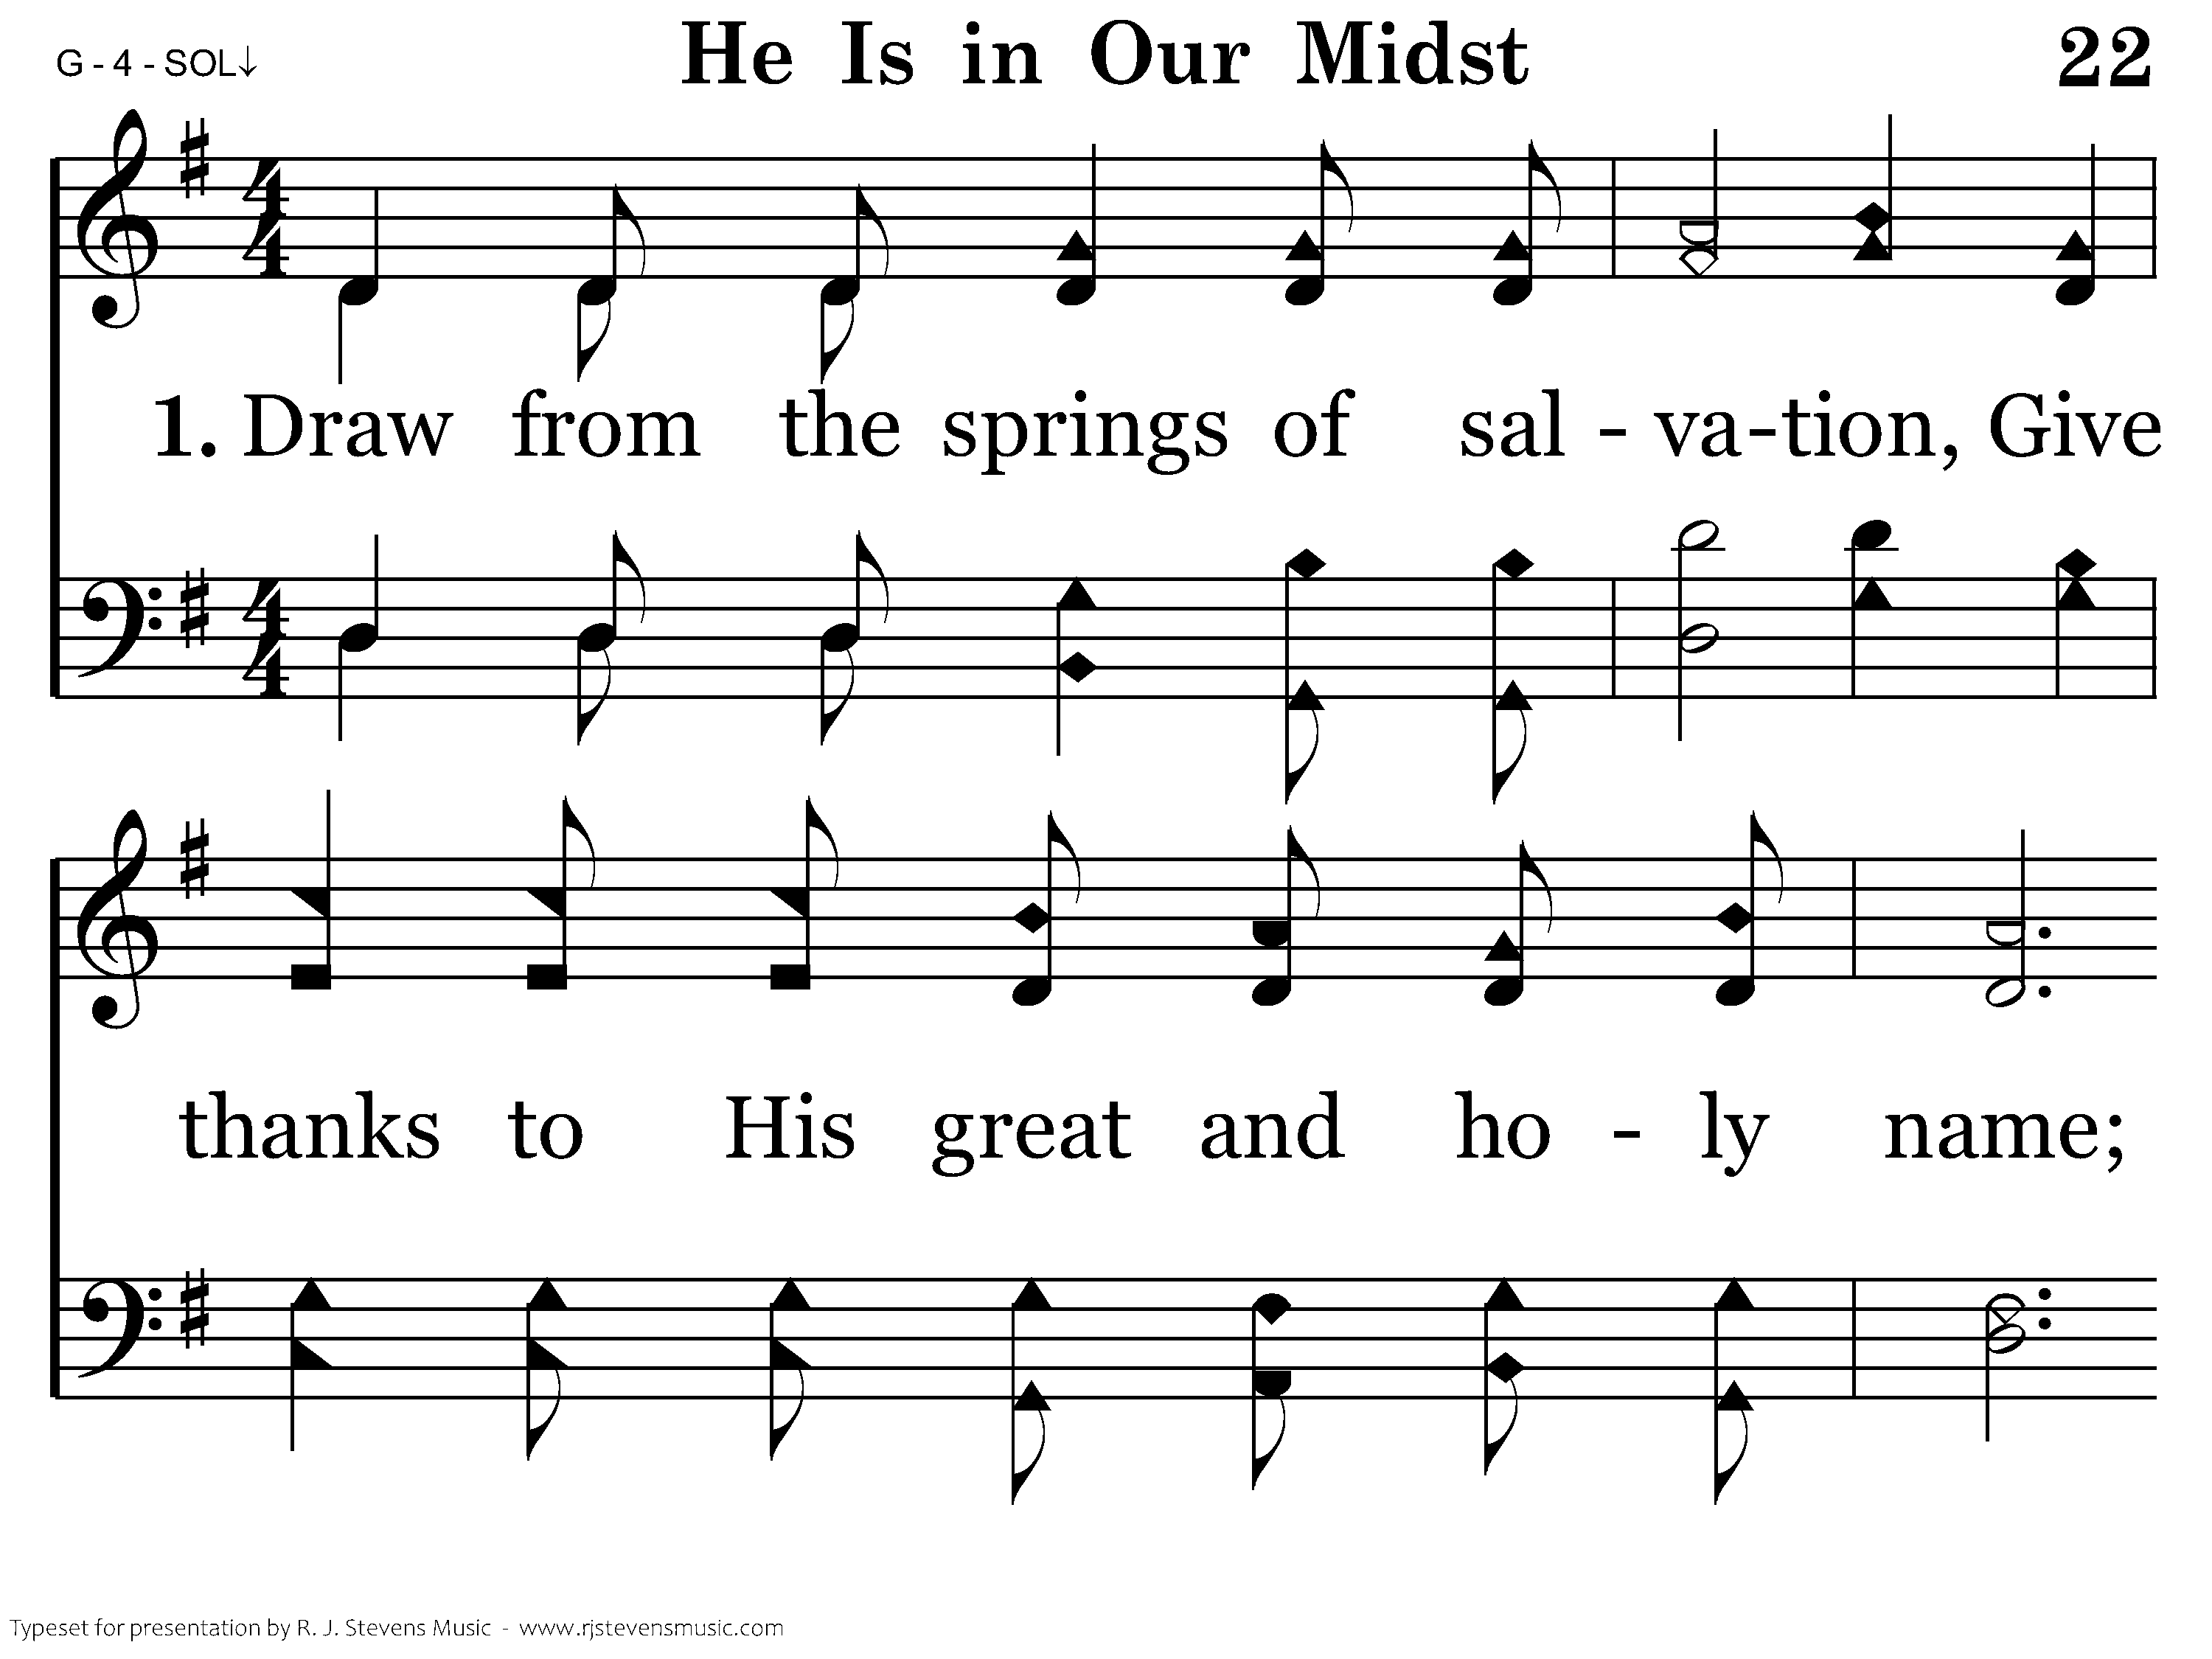 G - 4 - SOL↓ He Is in Our Midst 22
1. Draw from the springs of sal - va-tion, Give
thanks to His great and ho - ly name;
Typeset for presentation by R. J. Stevens Music - www.rjstevensmusic.com